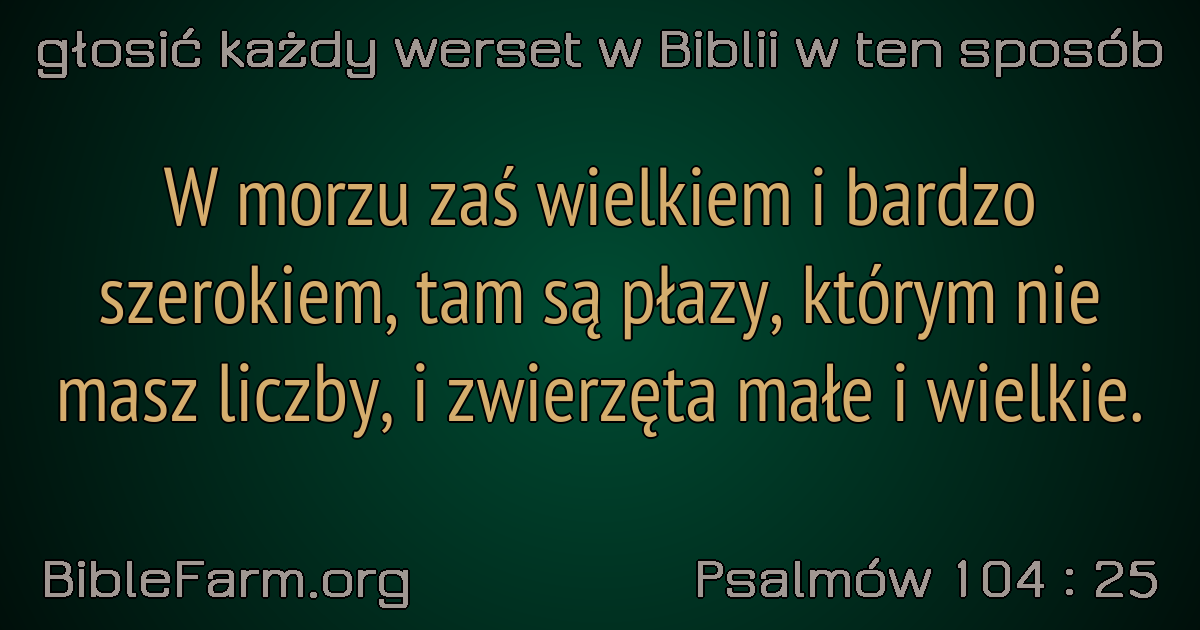 głosić każdy werset w Biblii w ten sposób
W morzu zaś wielkiem i bardzo
szerokiem, tam są płazy, którym nie
masz liczby, i zwierzęta małe i wielkie.
BibleFarm.org
Psalmów 104 : 25